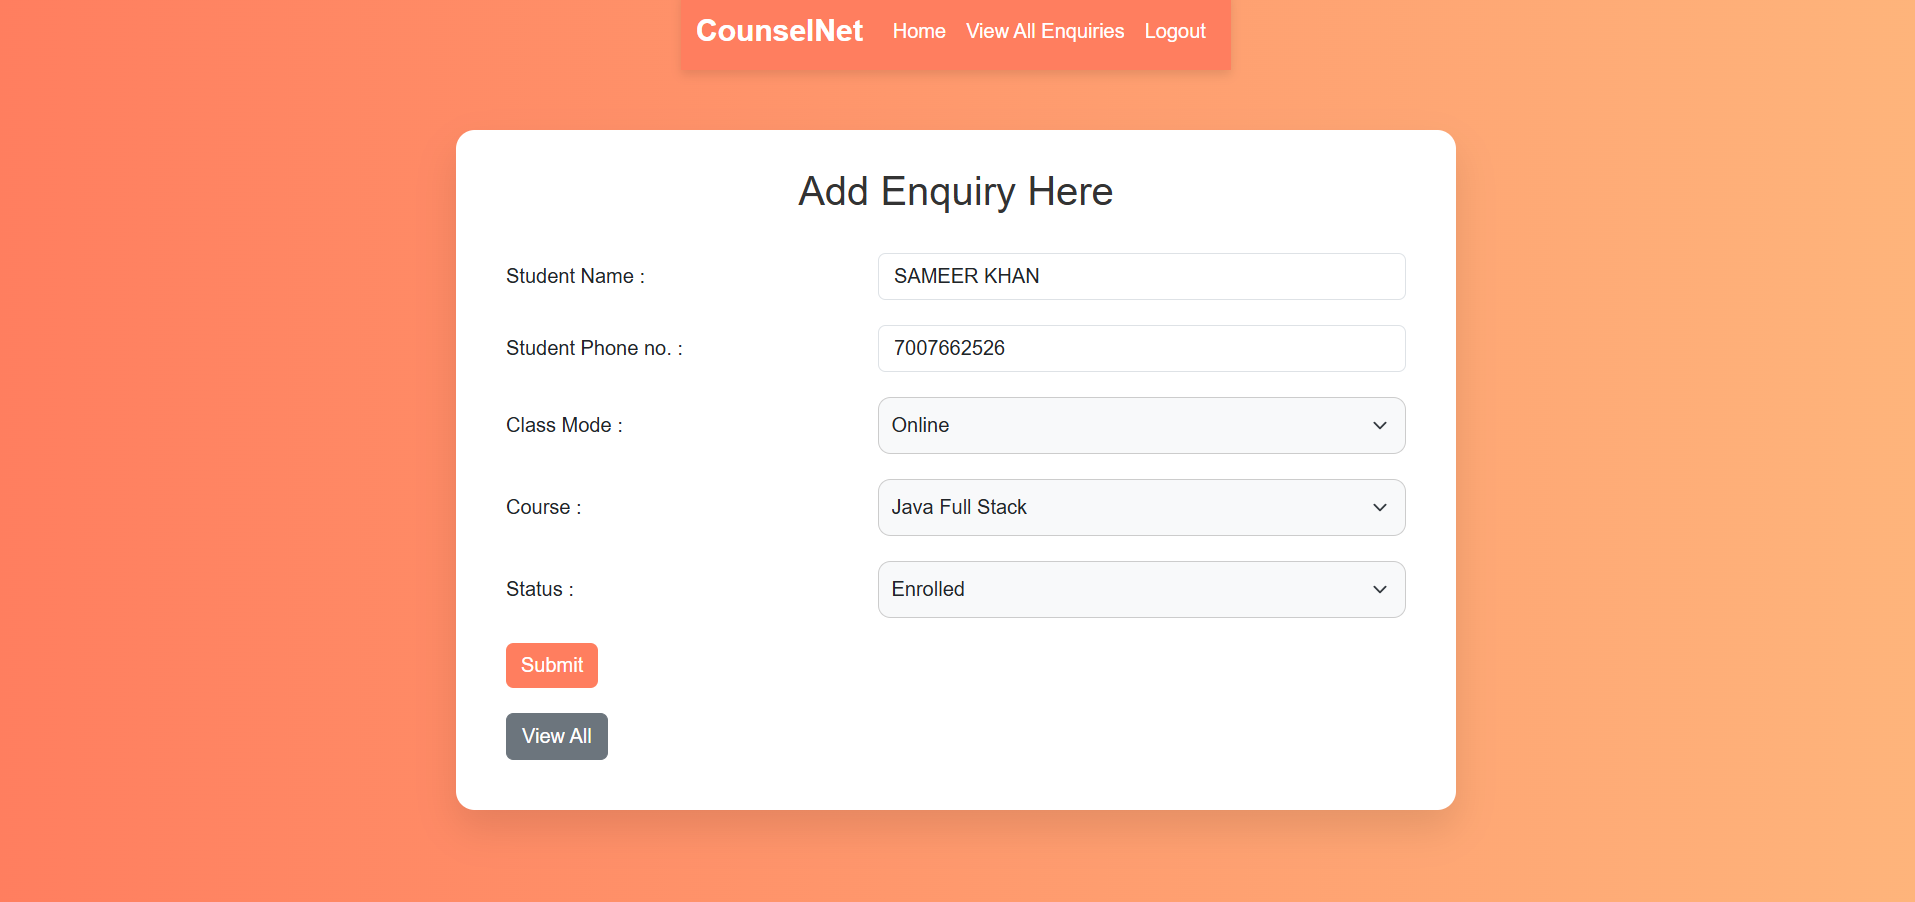 CounselNet Home View All Enquiries Logout
Add Enquiry Here
Student Name : SAMEER KHAN
Student Phone no. : 7007662526
Class Mode : Online
Course : Java Full Stack
Status : Enrolled
Submit
View All